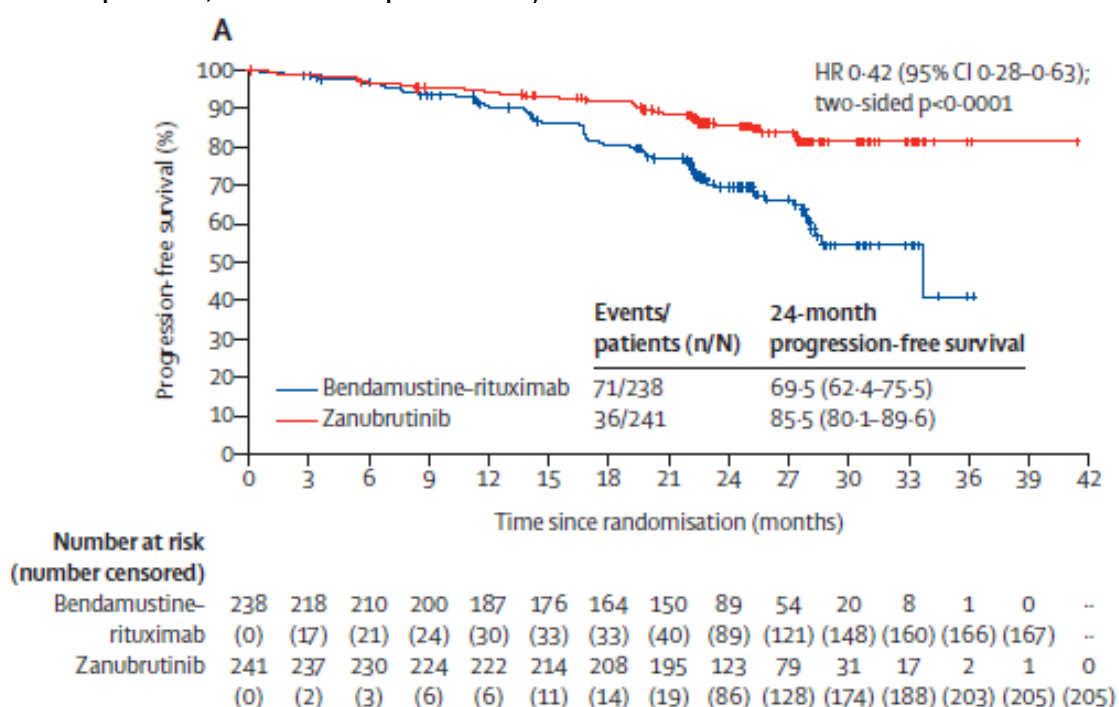 A
HR 0·42 (95% CI 0·28–0·63);
two-sided p<0·0001
Progression-free survival (%)
100
90
80
70
60
50
40
30
20
10
0
Events/ 24-month
patients (n/N) progression-free survival
Bendamustine–rituximab 71/238 69·5 (62·4–75·5)
Zanubrutinib 36/241 85·5 (80·1–89·6)
0 3 6 9 12 15 18 21 24 27 30 33 36 39 42
Time since randomisation (months)
Number at risk
(number censored)
Bendamustine– 238 218 210 200 187 176 164 150 89 54 20 8 1 0 ··
rituximab (0) (17) (21) (24) (30) (33) (33) (40) (89) (121) (148) (160) (166) (167) ··
Zanubrutinib 241 237 230 224 222 214 208 195 123 79 31 17 2 1 0
(0) (2) (3) (6) (6) (11) (14) (19) (86) (128) (174) (188) (203) (205) (205)